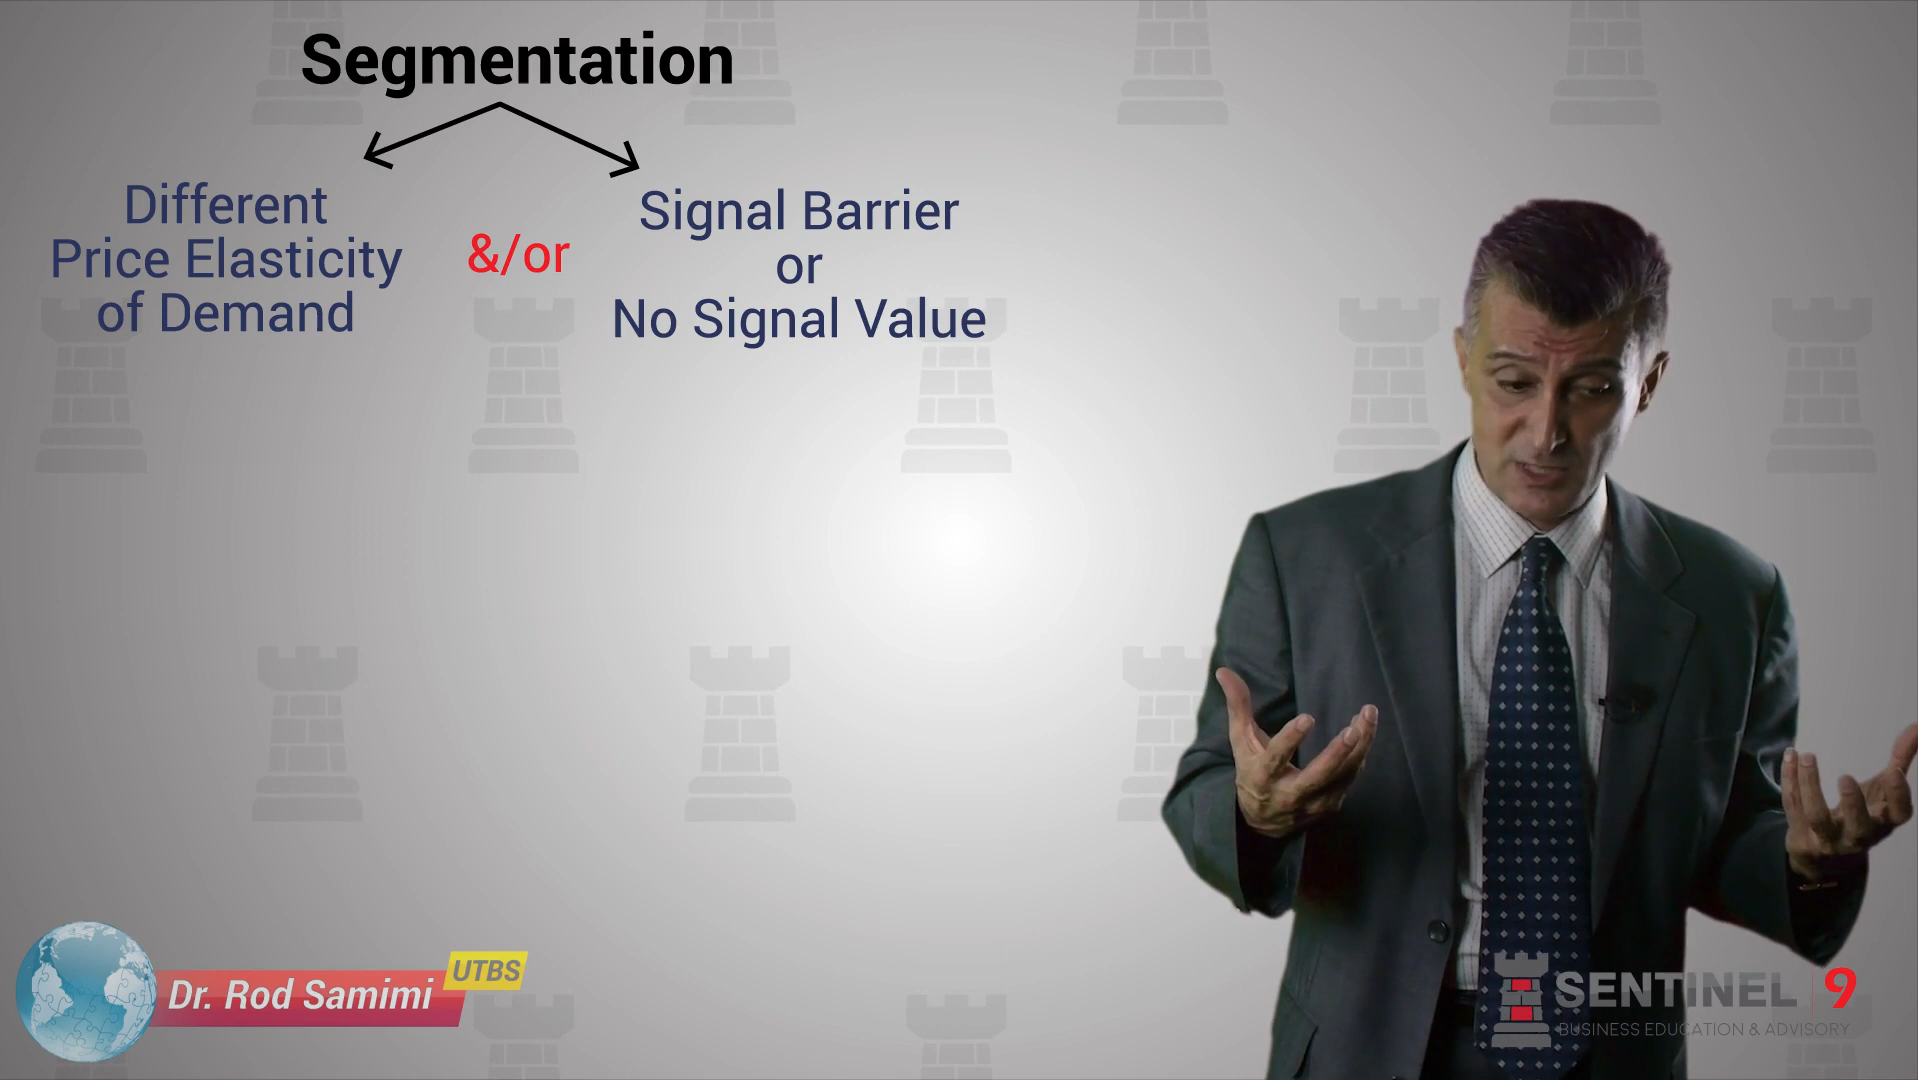 Segmentation
Different
Price Elasticity
of Demand
&/or
Signal Barrier
or
No Signal Value
Dr. Rod Samimi
UTBS
SENTINEL 9
BUSINESS EDUCATION & ADVISORY